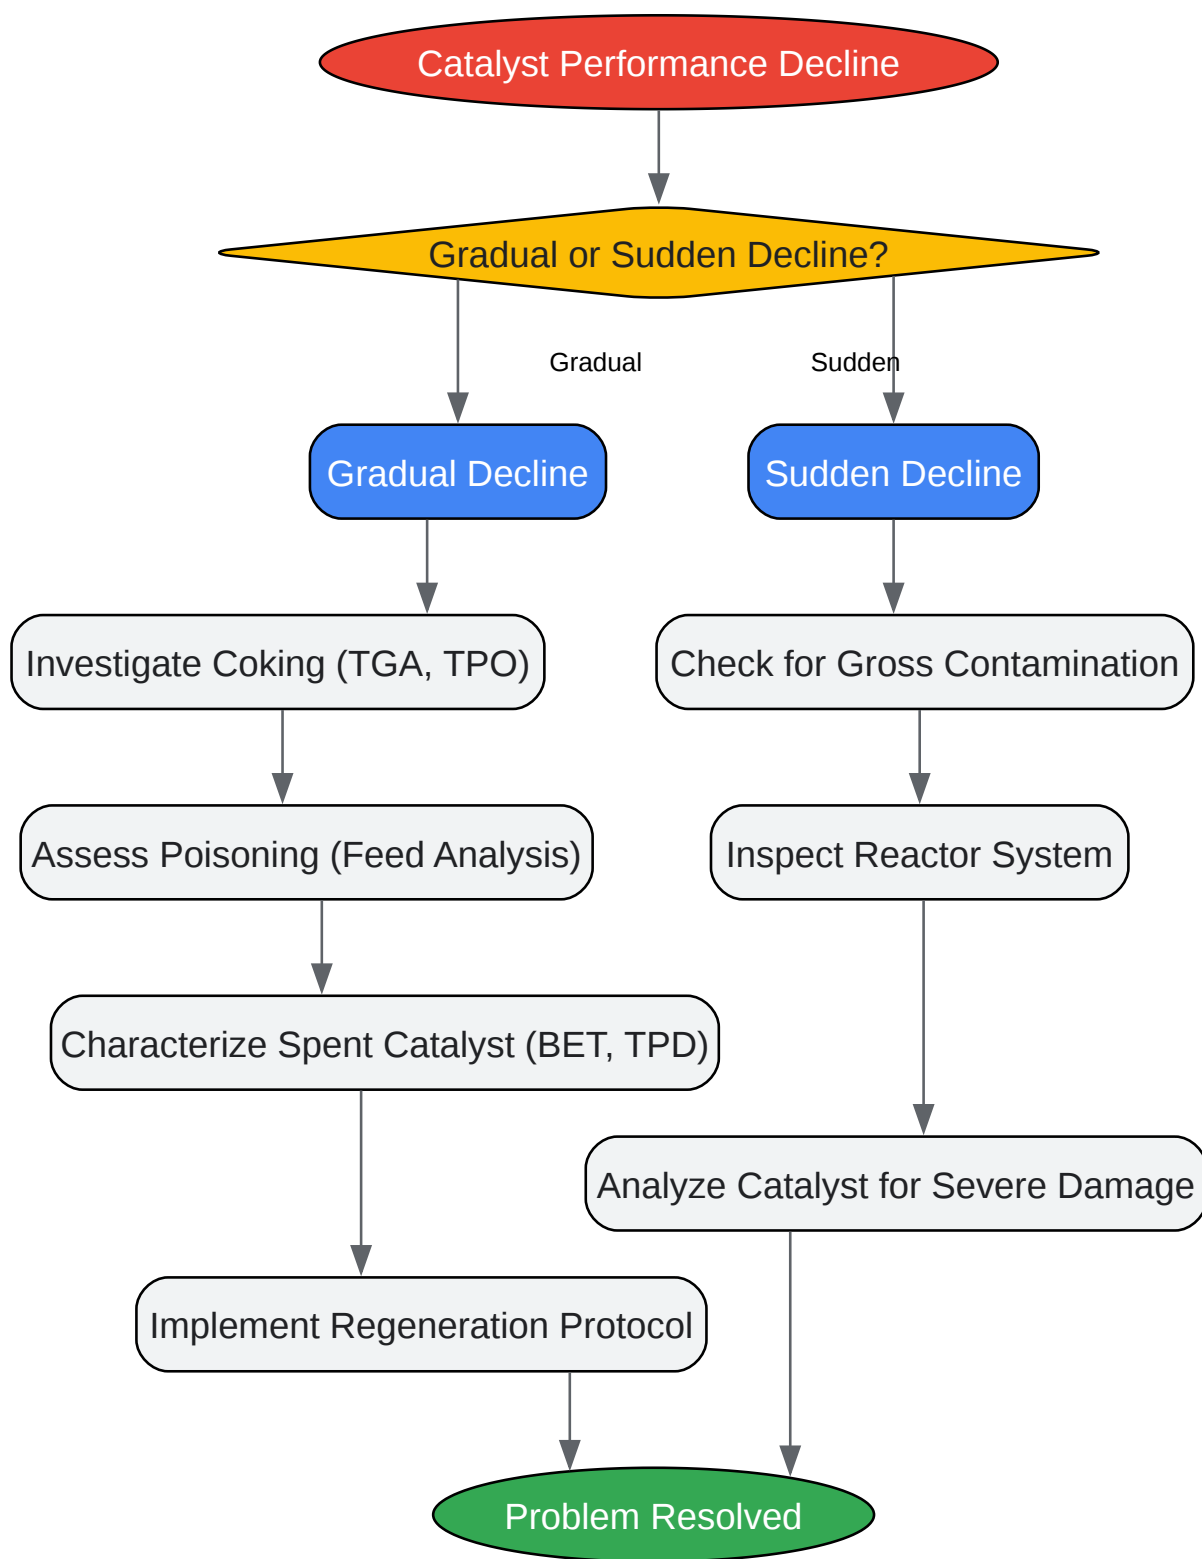 Catalyst Performance Decline
Gradual or Sudden Decline?
Gradual
Sudden
Gradual Decline
Sudden Decline
Investigate Coking (TGA, TPO)
Check for Gross Contamination
Assess Poisoning (Feed Analysis)
Inspect Reactor System
Characterize Spent Catalyst (BET, TPD)
Analyze Catalyst for Severe Damage
Implement Regeneration Protocol
Problem Resolved